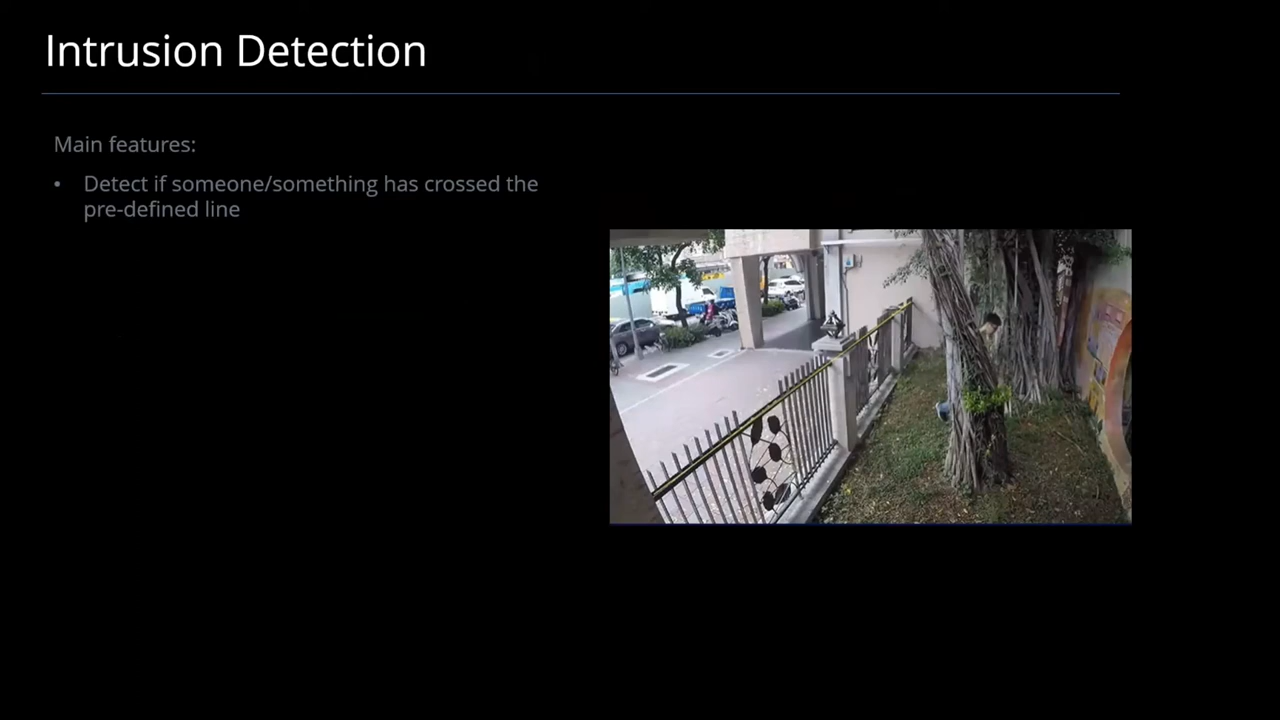 Intrusion Detection
Main features:
• Detect if someone/something has crossed the
pre-defined line